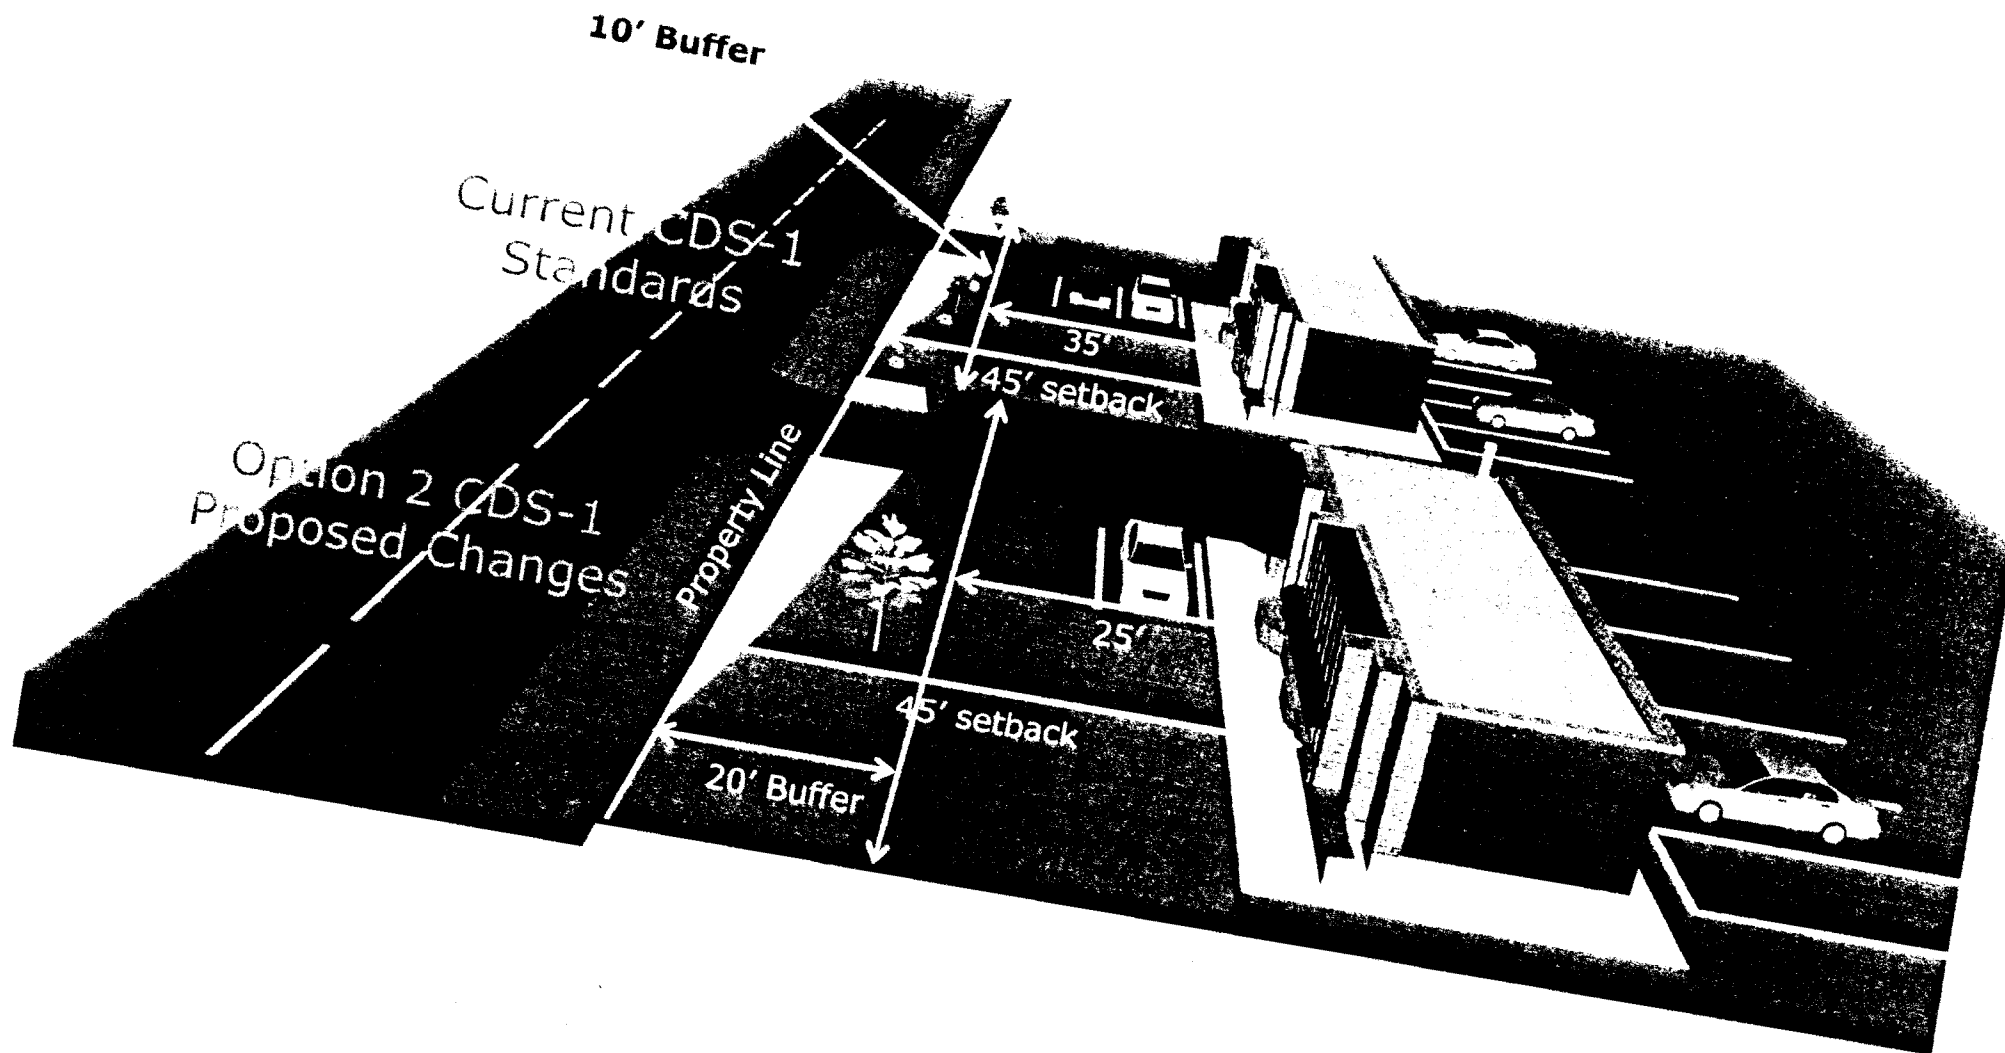 10' Buffer
Current CDS-1
Standards
35'
45' setback
Property Line
Option 2 CDS-1
Proposed Changes
25'
45' setback
20' Buffer